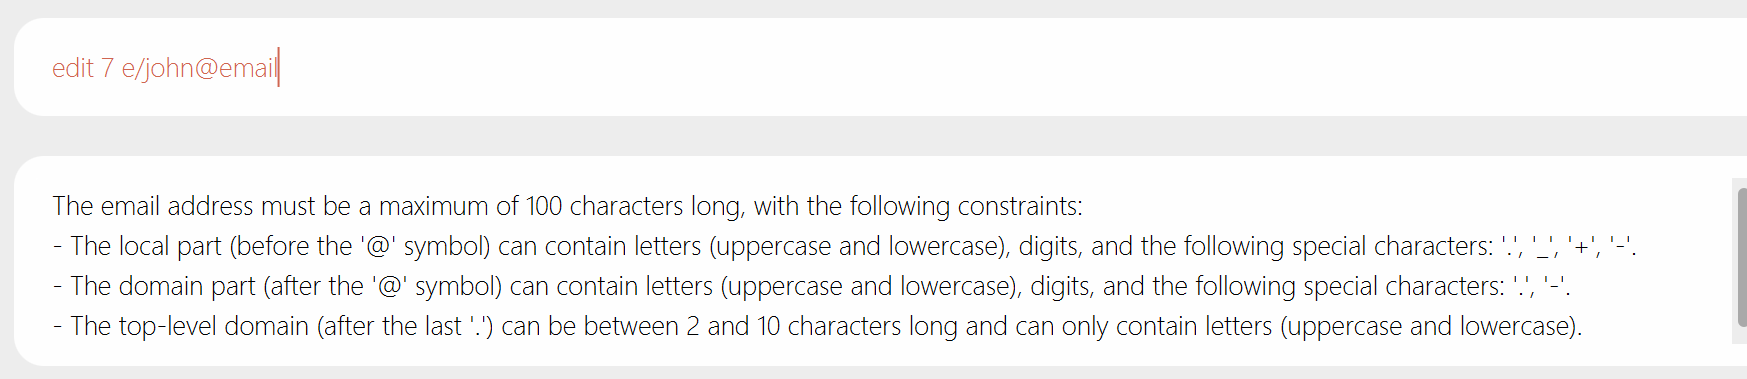 edit 7 e/john@email
The email address must be a maximum of 100 characters long, with the following constraints:
- The local part (before the '@' symbol) can contain letters (uppercase and lowercase), digits, and the following special characters: '.', '_', '+', '-'.
- The domain part (after the '@' symbol) can contain letters (uppercase and lowercase), digits, and the following special characters: '.', '-'.
- The top-level domain (after the last '.') can be between 2 and 10 characters long and can only contain letters (uppercase and lowercase).